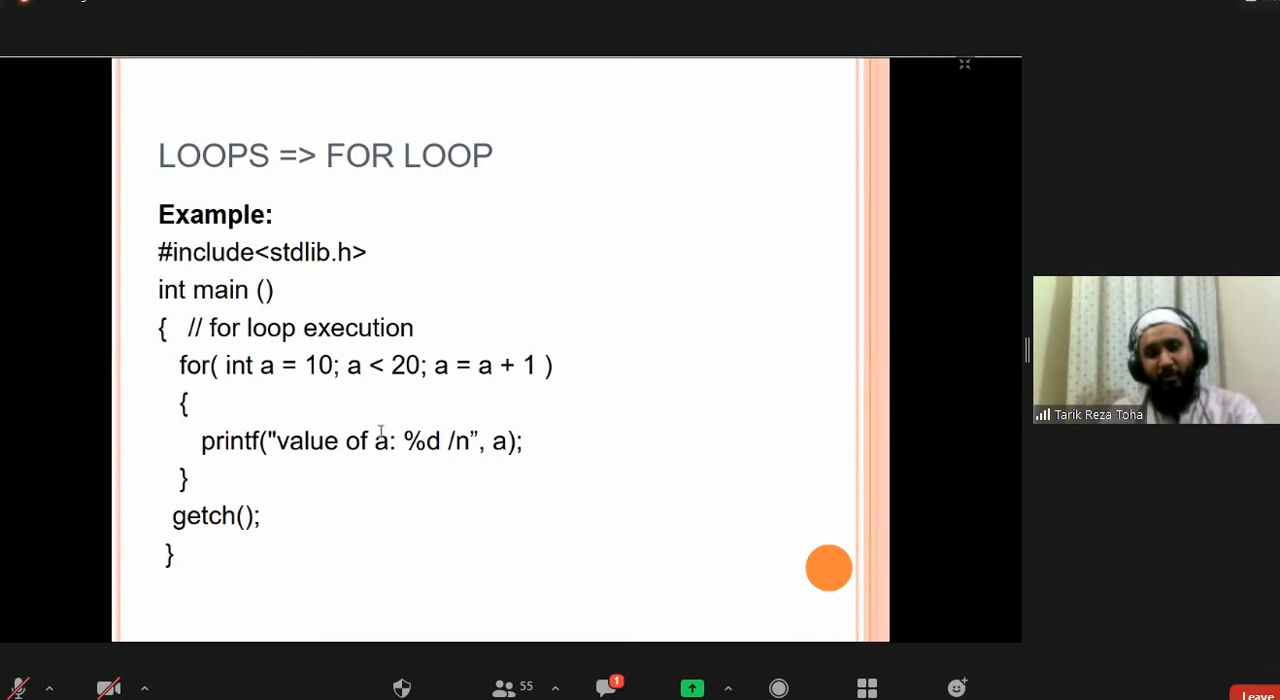 LOOPS => FOR LOOP
Example:
#include<stdlib.h>
int main ()
{ // for loop execution
for( int a = 10; a < 20; a = a + 1 )
{
printf("value of a: %d /n”, a);
}
getch();
}
Tarik Reza Toha
55
1
Leave